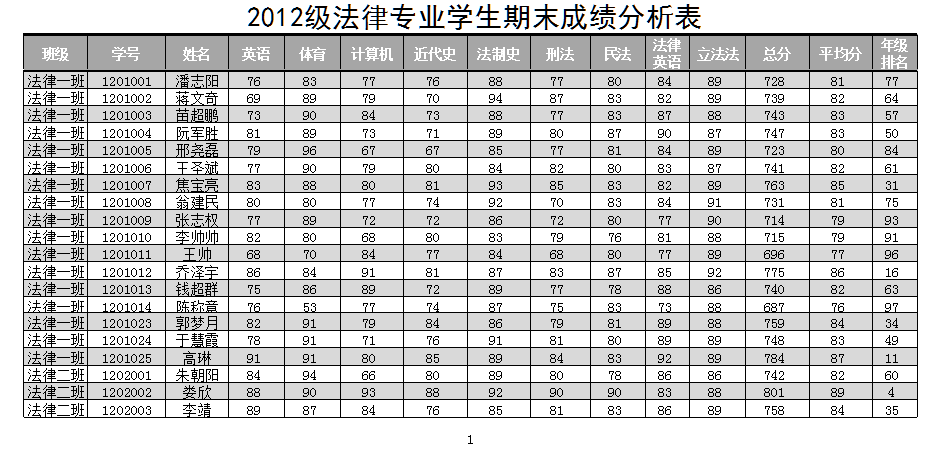 2012级法律专业学生期末成绩分析表
班级 学号 姓名 英语 体育 计算机 近代史 法制史 刑法 民法 法律英语 立法法 总分 平均分 年级排名
法律一班 1201001 潘志阳 76 83 77 76 88 77 80 84 89 728 81 77
法律一班 1201002 蒋文奇 69 89 79 70 94 87 83 82 89 739 82 64
法律一班 1201003 苗超鹏 73 90 84 73 88 77 83 87 88 743 83 57
法律一班 1201004 阮军胜 81 89 73 71 89 80 87 90 87 747 83 50
法律一班 1201005 邢尧磊 79 96 67 67 85 77 81 84 89 723 80 84
法律一班 1201006 王圣斌 77 90 79 80 84 82 80 83 87 741 82 61
法律一班 1201007 焦宝亮 83 88 80 81 93 85 83 82 89 763 85 31
法律一班 1201008 翁建民 80 80 77 74 92 70 83 84 91 731 81 75
法律一班 1201009 张志权 77 89 72 72 86 72 80 77 90 714 79 93
法律一班 1201010 李帅帅 82 80 68 80 83 79 76 81 88 715 79 91
法律一班 1201011 王帅 68 70 84 77 84 68 80 77 89 696 77 96
法律一班 1201012 乔泽宇 86 84 91 81 87 83 87 85 92 775 86 16
法律一班 1201013 钱超群 75 86 89 72 89 77 78 88 86 740 82 63
法律一班 1201014 陈称意 76 53 77 74 87 75 83 73 88 687 76 97
法律一班 1201023 郭梦月 82 91 79 84 86 79 81 89 88 759 84 34
法律一班 1201024 于慧霞 78 91 71 76 91 81 80 89 89 748 83 49
法律一班 1201025 高琳 91 91 80 85 89 84 83 92 89 784 87 11
法律二班 1202001 朱朝阳 84 94 66 80 89 80 78 86 86 742 82 60
法律二班 1202002 娄欣 88 90 93 88 92 90 90 83 88 801 89 4
法律二班 1202003 李靖 89 87 84 76 85 81 83 86 89 758 84 35
1